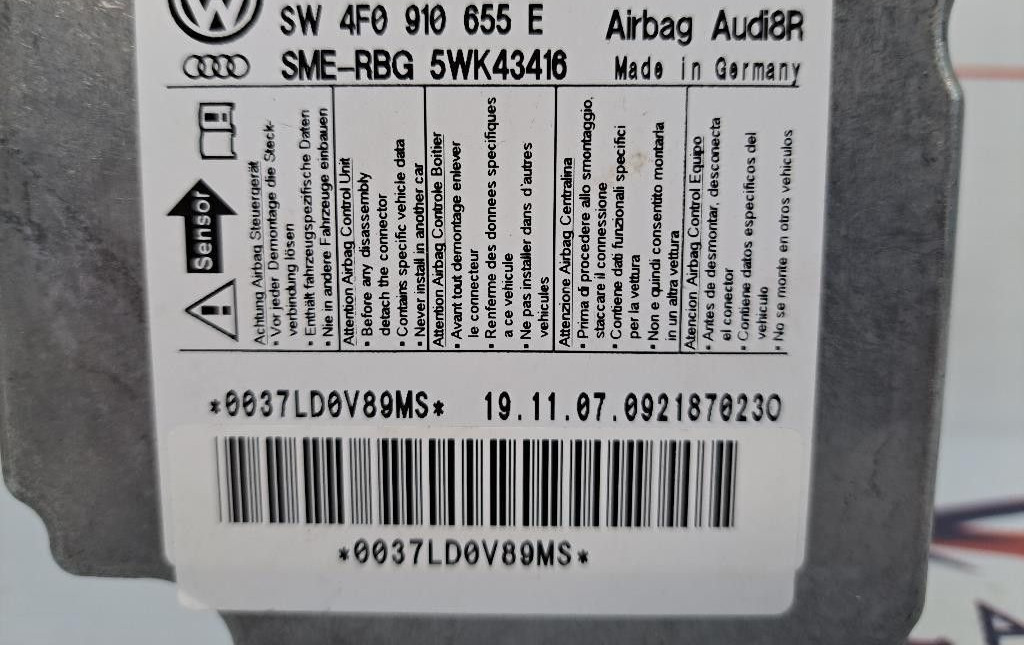 SW 4F0 910 655 E
Airbag Audi8R
SME-RBG 5WK43416
Made in Germany
Sensor
Achtung Airbag Steuergerät
• Vor jeder Demontage die Steck-
verbindung lösen
• Enthält fahrzeugspezifische Daten
• Nie in andere Fahrzeuge einbauen
Attention Airbag Control Unit
• Before any disassembly
detach the connector
• Contains specific vehicle data
• Never install in another car
Attention Airbag Controle Boitier
• Avant tout demontage enlever
le connecteur
• Renferme des donnees specifiques
a ce vehicule
• Ne pas installer dans d'autres
vehicules
Attenzione Airbag Centralina
• Prima di procedere allo smontaggio,
staccare il connessione
• Contiene dati funzionali specifici
per la vettura
• Non e quindi consentito montarla
in un altra vettura
Atencion Airbag Control Equipo
• Antes de desmontar, desconecta
el conector
• Contiene datos especificos del
vehiculo
• No se monte en otros vehiculos
*0037LD0V89MS* 19.11.07.0921870230
*0037LD0V89MS*